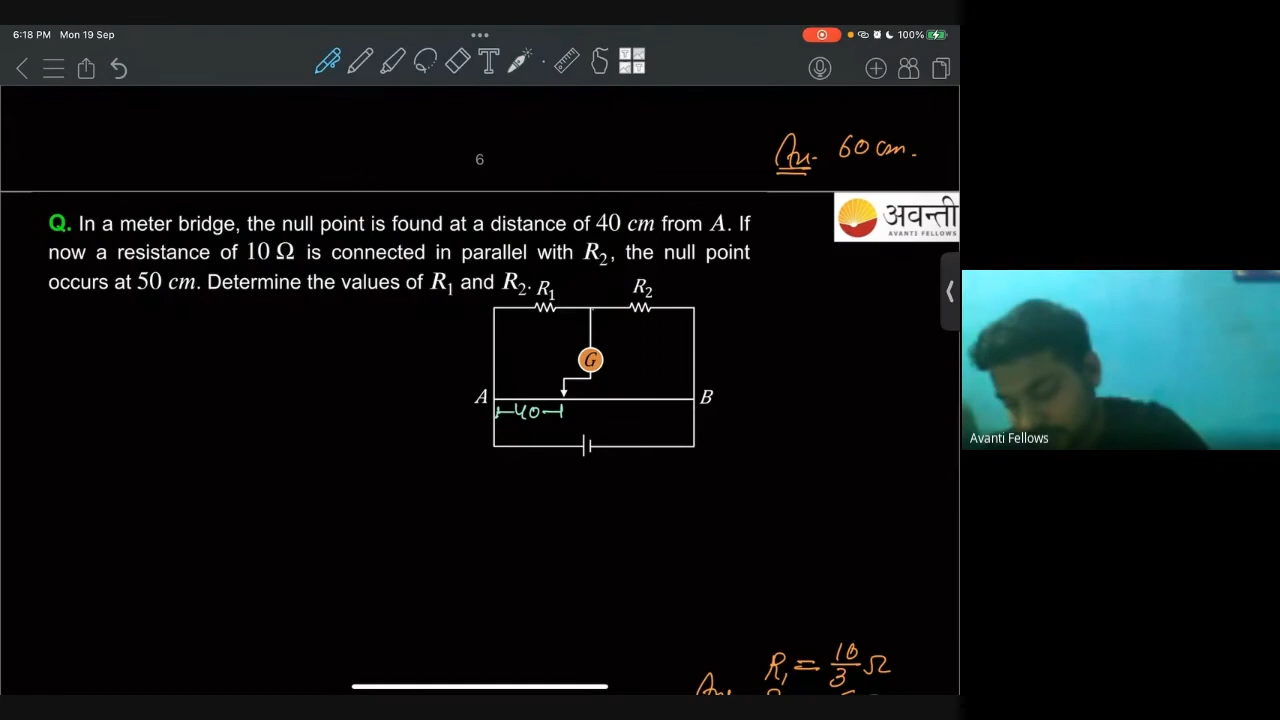 6:18 PM Mon 19 Sep
100%
6
Ans. 60 cm.
अवन्ती
AVANTI FELLOWS
Q. In a meter bridge, the null point is found at a distance of 40 cm from A. If
now a resistance of 10 Ω is connected in parallel with R₂, the null point
occurs at 50 cm. Determine the values of R₁ and R₂.
R₁ R₂
G
A B
40
Avanti Fellows
R₁ = 10/3 Ω